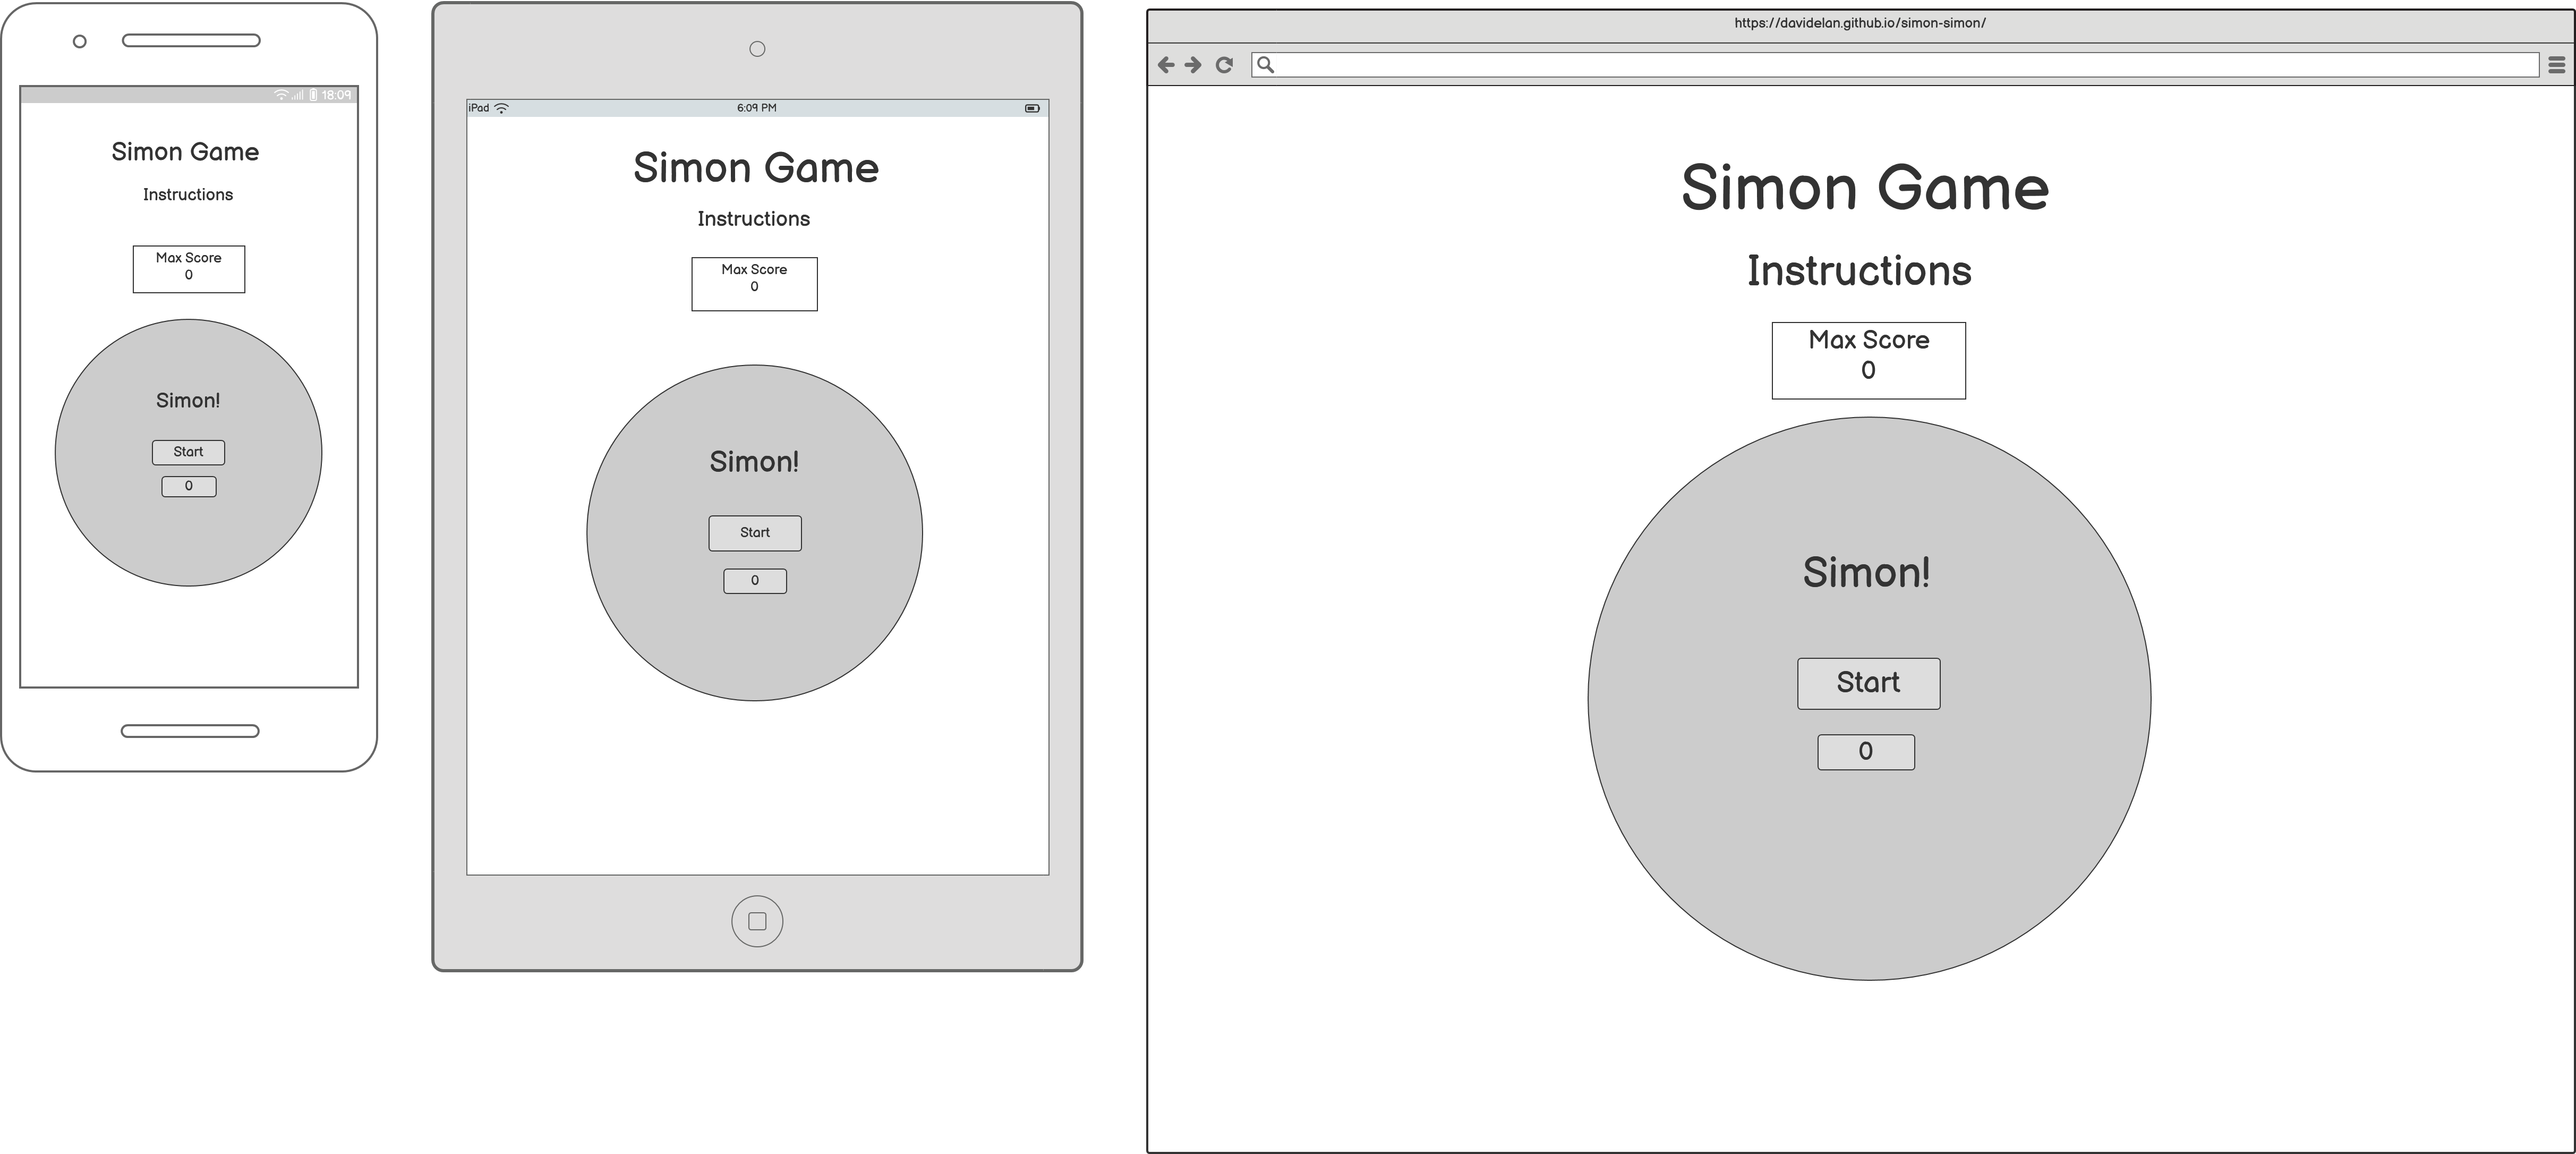 18:09
Simon Game
Instructions
Max Score
0
Simon!
Start
0
iPad
6:09 PM
Simon Game
Instructions
Max Score
0
Simon!
Start
0
https://davidelan.github.io/simon-simon/
Simon Game
Instructions
Max Score
0
Simon!
Start
0